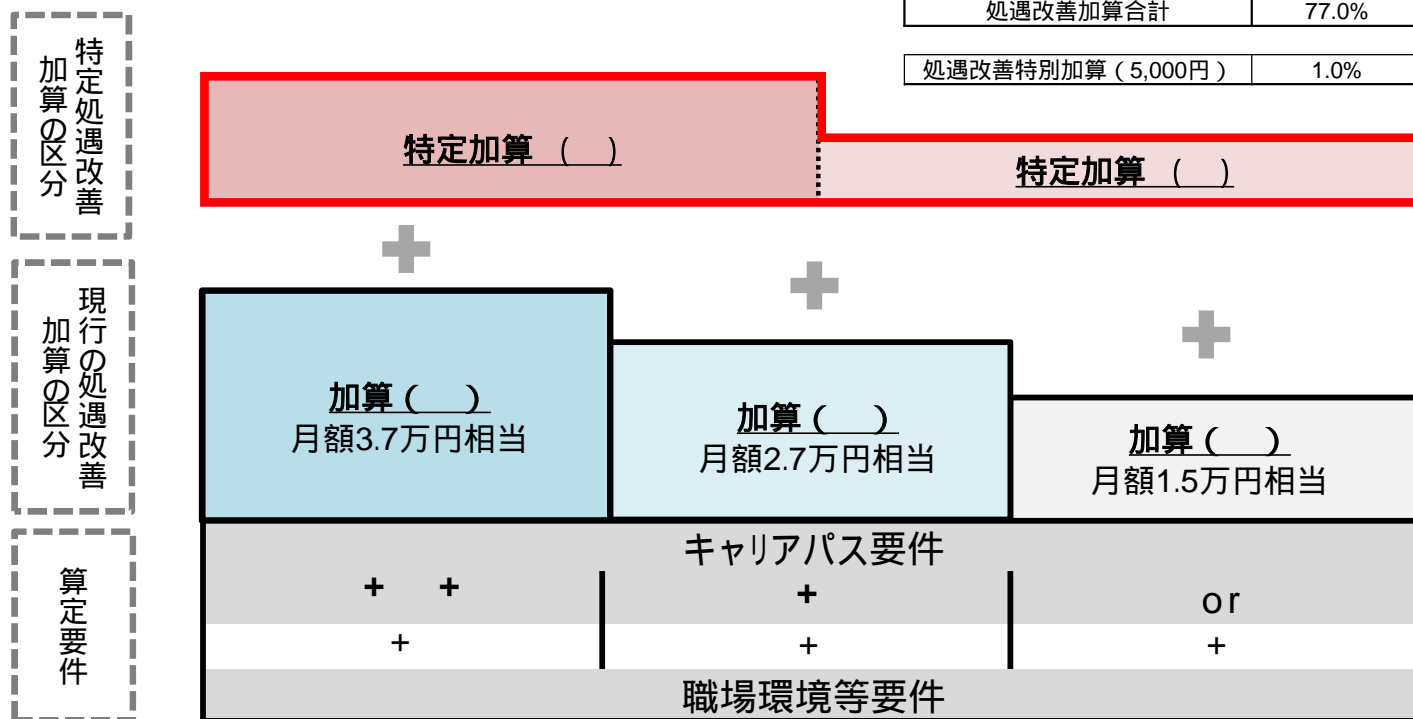 処遇改善加算合計 77.0%
処遇改善特別加算(5,000円) 1.0%
特定処遇改善
加算の区分
特定加算 ( )
特定加算 ( )
現行の処遇改善
加算の区分
加算( )
月額3.7万円相当
加算( )
月額2.7万円相当
加算( )
月額1.5万円相当
算定要件
キャリアパス要件
+ + + or
+ + +
職場環境等要件